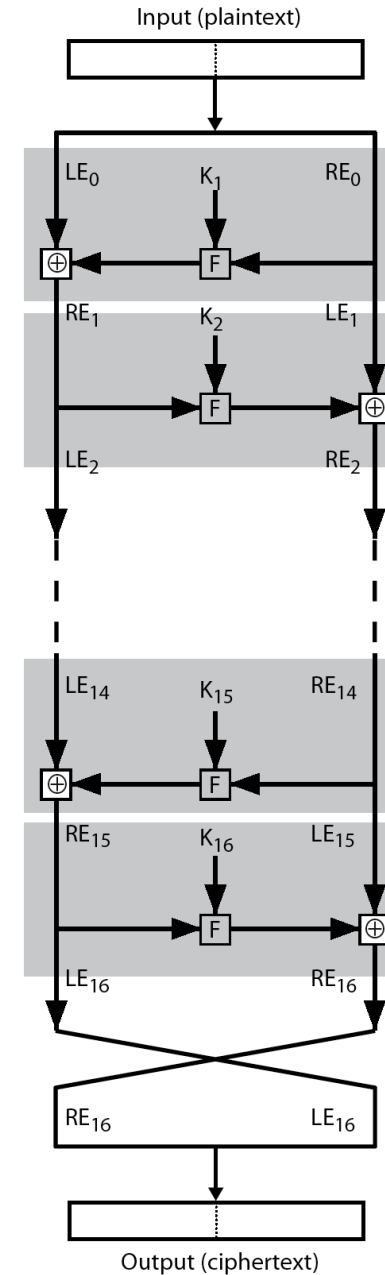 Input (plaintext)
LE₀ K₁ RE₀
⊕ F
RE₁ K₂ LE₁
F ⊕
LE₂ RE₂
LE₁₄ K₁₅ RE₁₄
⊕ F
RE₁₅ K₁₆ LE₁₅
F ⊕
LE₁₆ RE₁₆
RE₁₆ LE₁₆
Output (ciphertext)